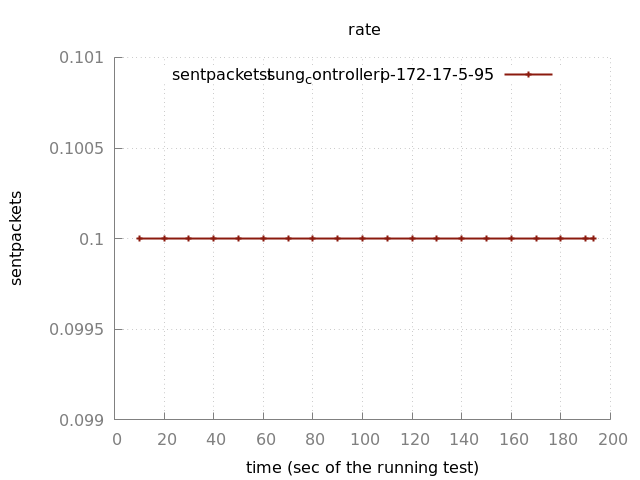 rate
0.101
sentpacketstsung_controllerip-172-17-5-95
0.1005
0.1
0.0995
0.099
sentpackets
0 20 40 60 80 100 120 140 160 180 200
time (sec of the running test)